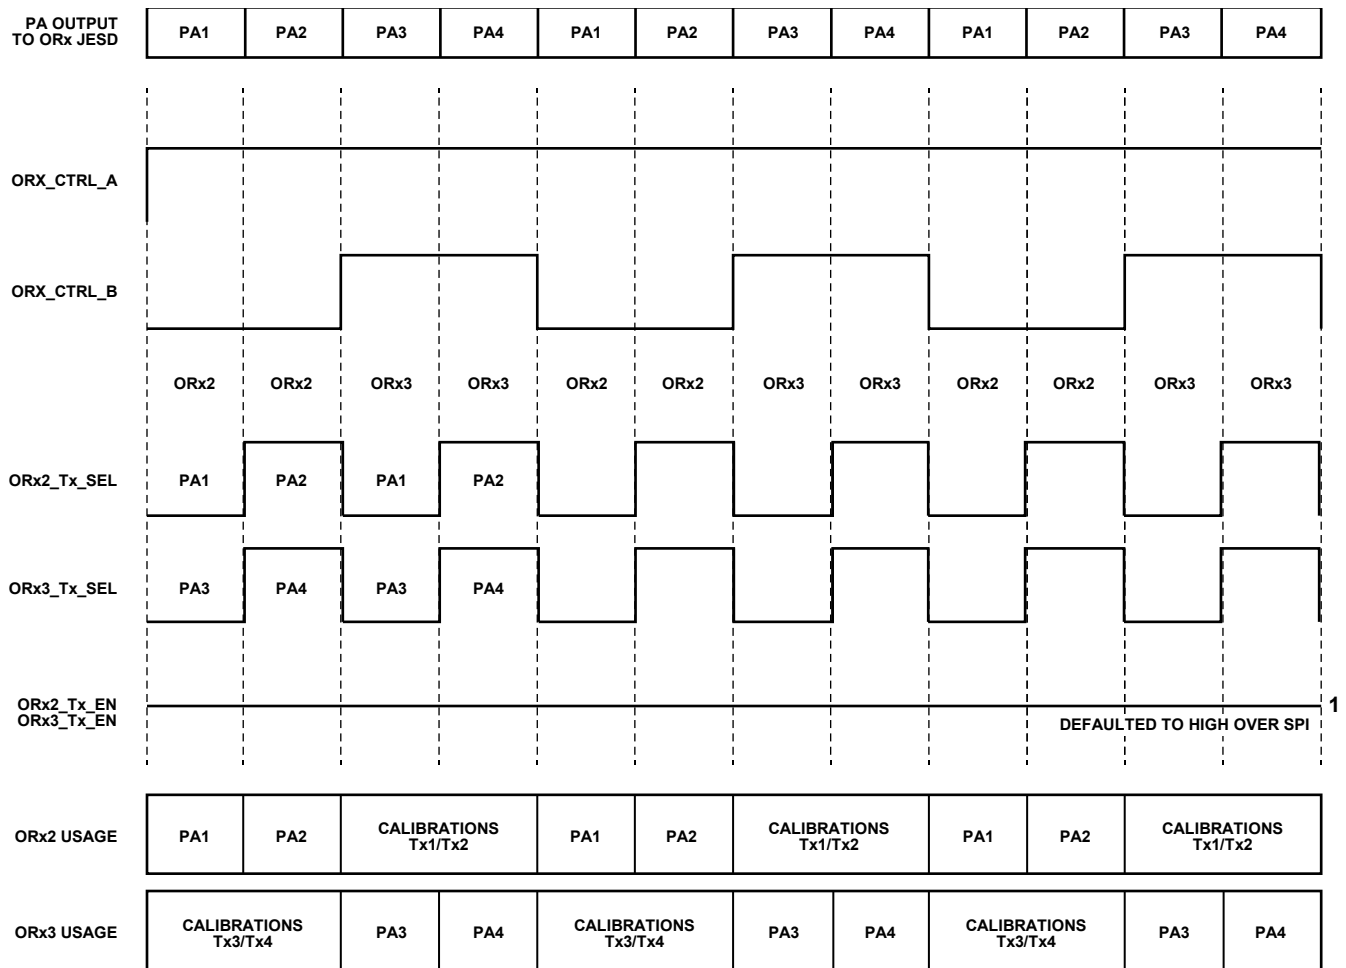 PA OUTPUT
TO ORx JESD
PA1 PA2 PA3 PA4 PA1 PA2 PA3 PA4 PA1 PA2 PA3 PA4
ORX_CTRL_A
ORX_CTRL_B
ORx2 ORx2 ORx3 ORx3 ORx2 ORx2 ORx3 ORx3 ORx2 ORx2 ORx3 ORx3
ORx2_Tx_SEL PA1 PA2 PA1 PA2
ORx3_Tx_SEL PA3 PA4 PA3 PA4
ORx2_Tx_EN
ORx3_Tx_EN
1
DEFAULTED TO HIGH OVER SPI
ORx2 USAGE
PA1 PA2
CALIBRATIONS
Tx1/Tx2
PA1 PA2
CALIBRATIONS
Tx1/Tx2
PA1 PA2
CALIBRATIONS
Tx1/Tx2
ORx3 USAGE
CALIBRATIONS
Tx3/Tx4
PA3 PA4
CALIBRATIONS
Tx3/Tx4
PA3 PA4
CALIBRATIONS
Tx3/Tx4
PA3 PA4